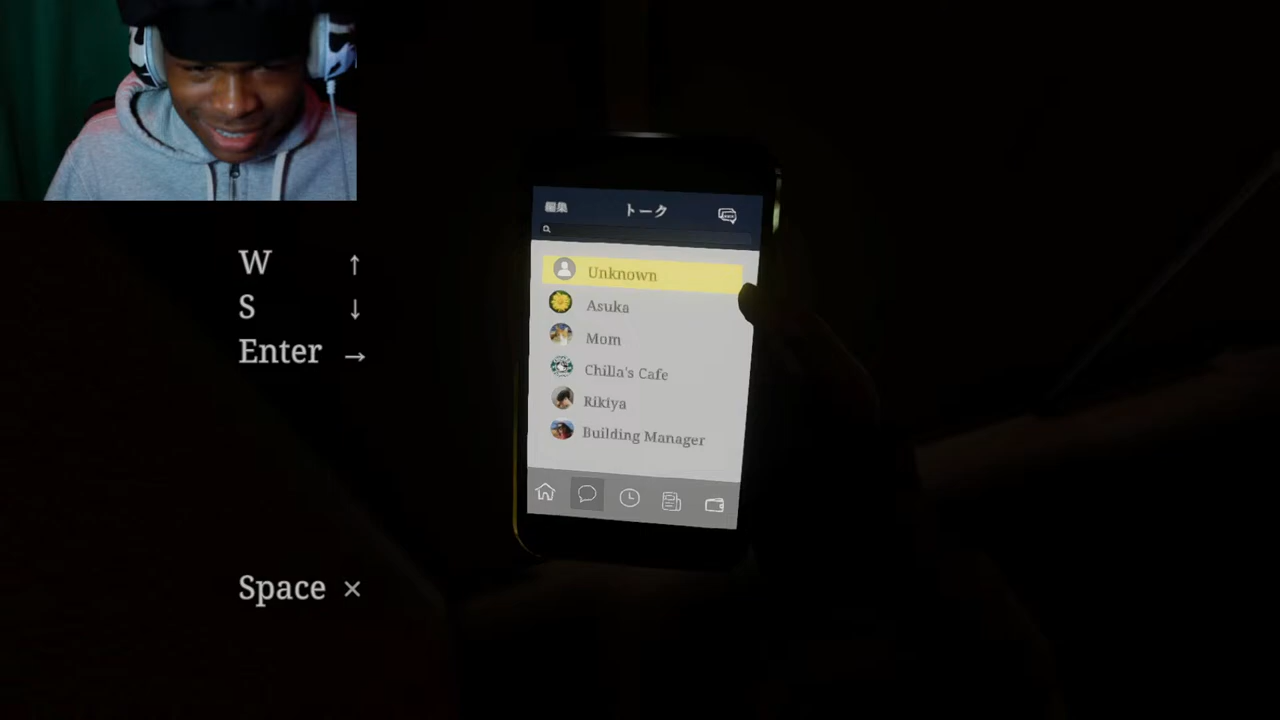 W ↑
S ↓
Enter →
Space ×
編集 トーク
Unknown
Asuka
Mom
Chilla's Cafe
Rikiya
Building Manager